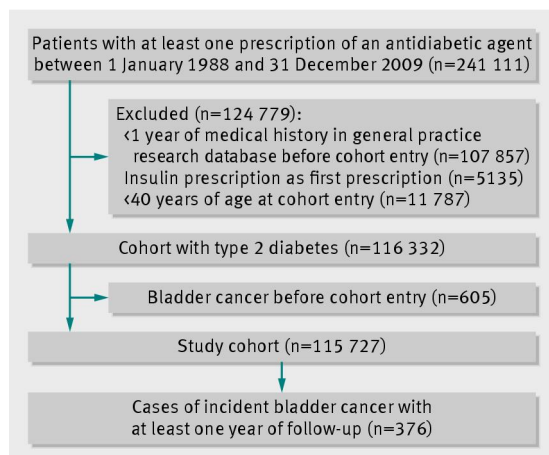 Patients with at least one prescription of an antidiabetic agent
between 1 January 1988 and 31 December 2009 (n=241 111)
Excluded (n=124 779):
<1 year of medical history in general practice
research database before cohort entry (n=107 857)
Insulin prescription as first prescription (n=5135)
<40 years of age at cohort entry (n=11 787)
Cohort with type 2 diabetes (n=116 332)
Bladder cancer before cohort entry (n=605)
Study cohort (n=115 727)
Cases of incident bladder cancer with
at least one year of follow-up (n=376)